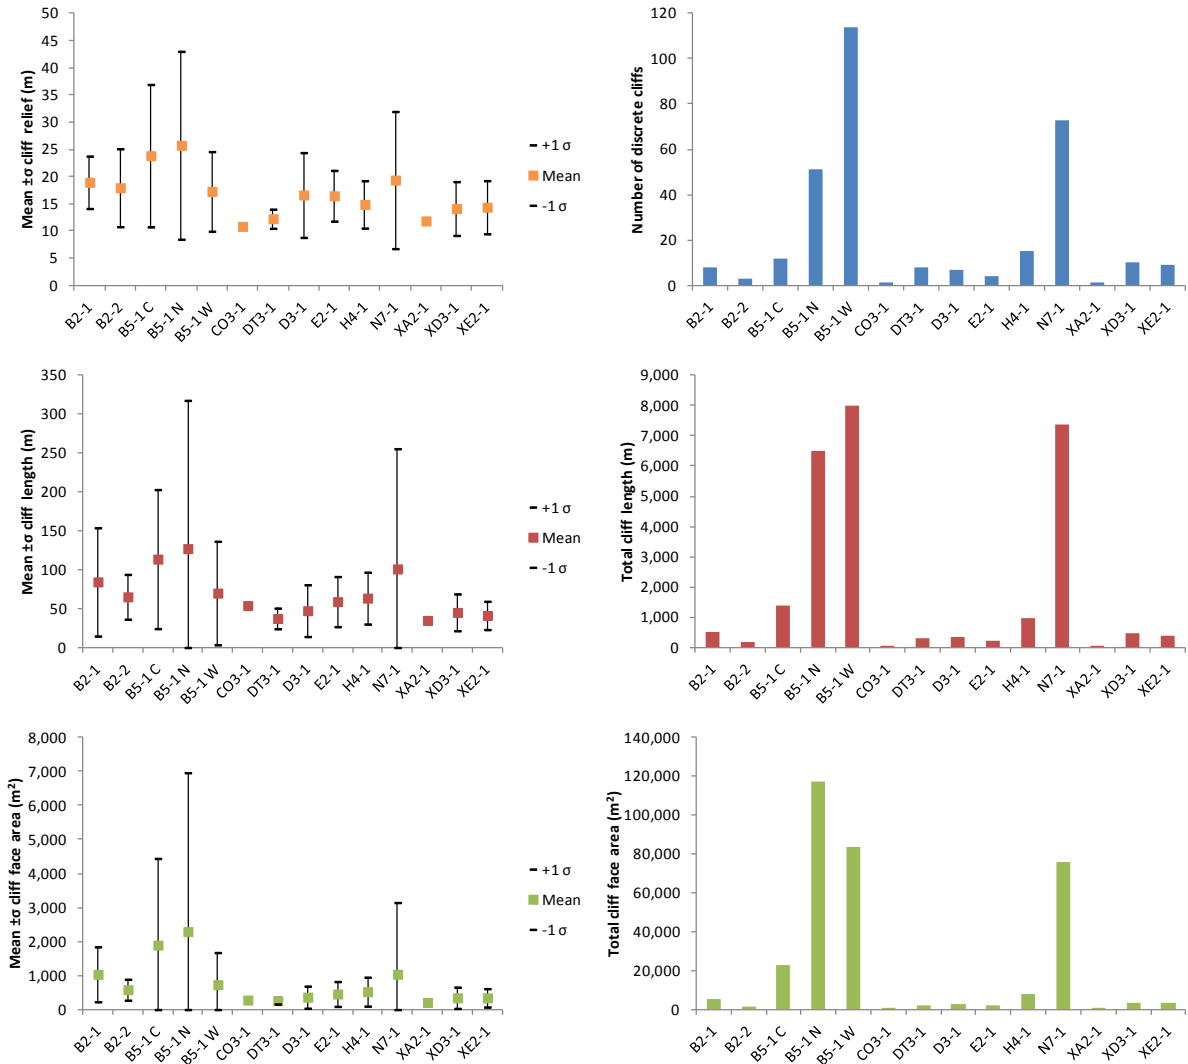 Mean ±σ cliff relief (m)
50
45
40
35
30
25
20
15
10
5
0
B2-1
B2-2
B5-1 C
B5-1 N
B5-1 W
CO3-1
DT3-1
D3-1
E2-1
H4-1
N7-1
XA2-1
XD3-1
XE2-1
+1 σ
Mean
-1 σ
Number of discrete cliffs
120
100
80
60
40
20
0
B2-1
B2-2
B5-1 C
B5-1 N
B5-1 W
CO3-1
DT3-1
D3-1
E2-1
H4-1
N7-1
XA2-1
XD3-1
XE2-1
Mean ±σ cliff length (m)
350
300
250
200
150
100
50
0
B2-1
B2-2
B5-1 C
B5-1 N
B5-1 W
CO3-1
DT3-1
D3-1
E2-1
H4-1
N7-1
XA2-1
XD3-1
XE2-1
+1 σ
Mean
-1 σ
Total cliff length (m)
9,000
8,000
7,000
6,000
5,000
4,000
3,000
2,000
1,000
0
B2-1
B2-2
B5-1 C
B5-1 N
B5-1 W
CO3-1
DT3-1
D3-1
E2-1
H4-1
N7-1
XA2-1
XD3-1
XE2-1
Mean ±σ cliff face area (m²)
8,000
7,000
6,000
5,000
4,000
3,000
2,000
1,000
0
B2-1
B2-2
B5-1 C
B5-1 N
B5-1 W
CO3-1
DT3-1
D3-1
E2-1
H4-1
N7-1
XA2-1
XD3-1
XE2-1
+1 σ
Mean
-1 σ
Total cliff face area (m²)
140,000
120,000
100,000
80,000
60,000
40,000
20,000
0
B2-1
B2-2
B5-1 C
B5-1 N
B5-1 W
CO3-1
DT3-1
D3-1
E2-1
H4-1
N7-1
XA2-1
XD3-1
XE2-1